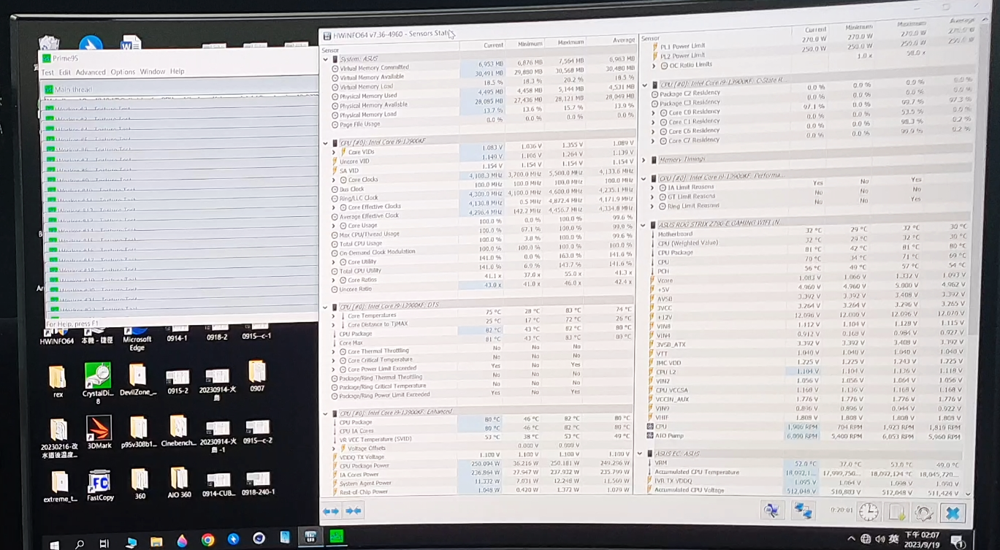 Prime95
Test Edit Advanced Options Window Help
Main thread
For Help, press F1
HWiNFO64
本機 - 捷徑
Microsoft Edge
0914-1
0918-2
0915-c-1
rex
CrystalDi... 8
DevilZone_...
0915-2
20230914-火島
0907
20230216-改水道後温度...
3DMark
p95v308b1...
Cinebench...
20230914-火島-1
0915-c-2
extreme_t...
FastCopy
360
AIO 360
0914-CUB...
0918-240-1
HWiNFO64 v7.36-4960 - Sensors Stat
Sensor Current Minimum Maximum Average
System: ASUS
Virtual Memory Committed 6,953 MB 6,876 MB 7,564 MB 6,963 MB
Virtual Memory Available 30,491 MB 29,880 MB 30,568 MB 30,480 MB
Virtual Memory Load 18.5 % 18.3 % 20.2 % 18.5 %
Physical Memory Used 4,495 MB 4,458 MB 5,144 MB 4,531 MB
Physical Memory Available 28,085 MB 27,436 MB 28,121 MB 28,049 MB
Physical Memory Load 13.7 % 13.6 % 15.7 % 13.9 %
Page File Usage 0.0 % 0.0 % 0.0 % 0.0 %
CPU [#0]: Intel Core i9-13900KF
Core VIDs 1.083 V 1.036 V 1.355 V 1.089 V
Uncore VID 1.149 V 1.100 V 1.264 V 1.139 V
SA VID 1.154 V 1.154 V 1.154 V 1.154 V
Core Clocks 4,108.3 MHz 3,700.0 MHz 5,500.0 MHz 4,133.6 MHz
Bus Clock 100.0 MHz 100.0 MHz 100.0 MHz 100.0 MHz
Ring/LLC Clock 4,300.0 MHz 4,100.0 MHz 4,600.0 MHz 4,235.1 MHz
Core Effective Clocks 4,130.8 MHz 0.5 MHz 4,872.4 MHz 4,171.9 MHz
Average Effective Clock 4,296.4 MHz 142.2 MHz 4,456.7 MHz 4,334.8 MHz
Core Usage 100.0 % 0.0 % 100.0 % 99.6 %
Max CPU/Thread Usage 100.0 % 67.1 % 100.0 %
Total CPU Usage 100.0 % 3.8 % 100.0 % 99.6 %
On-Demand Clock Modulation 100.0 % 100.0 % 100.0 % 100.0 %
Core Utility 141.0 % 0.0 % 163.0 % 141.6 %
Total CPU Utility 141.0 % 6.9 % 143.7 % 141.6 %
Core Ratios 41.1 x 37.0 x 55.0 x 41.3 x
Uncore Ratio 43.0 x 41.0 x 46.0 x 42.4 x
CPU [#0]: Intel Core i9-13900KF: DTS
Core Temperatures 75 °C 28 °C 83 °C 74 °C
Core Distance to TjMAX 25 °C 17 °C 72 °C 26 °C
CPU Package 82 °C 43 °C 82 °C 80 °C
Core Max 81 °C 43 °C 83 °C 80 °C
Core Thermal Throttling No No No
Core Critical Temperature No No No
Core Power Limit Exceeded Yes No Yes
Package/Ring Thermal Throttling No No No
Package/Ring Critical Temperature No No No
Package/Ring Power Limit Exceeded Yes No Yes
CPU [#0]: Intel Core i9-13900KF: Enhanced
CPU Package 80 °C 46 °C 82 °C 80 °C
CPU IA Cores 80 °C 46 °C 82 °C 80 °C
VR VCC Temperature (SVID) 53 °C 38 °C 53 °C 49 °C
Voltage Offsets 0.000 V 0.000 V
VDDQ TX Voltage 1.100 V 1.100 V 1.100 V 1.100 V
CPU Package Power 250.094 W 36.216 W 250.181 W 249.296 W
IA Cores Power 236.864 W 27.947 W 237.932 W 235.799 W
System Agent Power 11.332 W 7.031 W 12.248 W 11.569 W
Rest-of-Chip Power 1.048 W 0.420 W 1.372 W 1.079 W
Sensor Current Minimum Maximum Average
PL1 Power Limit 270.0 W 270.0 W 270.0 W 270.0 W
PL2 Power Limit 250.0 W 250.0 W 250.0 W 250.0 W
OC Ratio Limits 1.0 x 58.0 x
CPU [#0]: Intel Core i9-13900KF: C-State R...
Package C2 Residency 0.0 % 0.0 % 0.0 % 0.0 %
Package C3 Residency 0.0 % 0.0 % 0.0 % 0.0 %
Core C0 Residency 97.1 % 0.0 % 99.7 % 97.3 %
Core C1 Residency 0.0 % 0.0 % 53.5 % 0.0 %
Core C6 Residency 0.0 % 0.0 % 98.3 % 0.2 %
Core C7 Residency 0.0 % 0.0 % 99.9 % 0.2 %
Memory Timings
CPU [#0]: Intel Core i9-13900KF: Performa...
IA Limit Reasons Yes No Yes
GT Limit Reasons No No No
Ring Limit Reasons No No Yes
ASUS ROG STRIX Z790-E GAMING WIFI (N...
Motherboard 32 °C 29 °C 32 °C 30 °C
CPU (Weighted Value) 32 °C 29 °C 32 °C 30 °C
CPU Package 81 °C 42 °C 81 °C 80 °C
CPU 70 °C 34 °C 71 °C 69 °C
PCH 56 °C 49 °C 57 °C 54 °C
Vcore 1.083 V 1.066 V 1.332 V 1.093 V
+5V 4.960 V 4.960 V 5.000 V 4.962 V
AVSB 3.392 V 3.392 V 3.408 V 3.392 V
3VCC 3.264 V 3.264 V 3.296 V 3.265 V
+12V 12.096 V 12.000 V 12.096 V 12.070 V
VIN8 1.112 V 1.104 V 1.128 V 1.115 V
VIN4 0.912 V 0.168 V 0.984 V 0.927 V
3VSB_ATX 3.392 V 3.392 V 3.408 V 3.392 V
VTT 1.040 V 1.040 V 1.040 V 1.040 V
IMC VDD 1.225 V 1.225 V 1.243 V 1.225 V
CPU L2 1.104 V 1.104 V 1.136 V 1.118 V
VIN2 1.056 V 1.056 V 1.064 V 1.056 V
CPU VCCSA 1.160 V 1.136 V 1.168 V 1.168 V
VCCIN_AUX 1.776 V 1.776 V 1.776 V 1.776 V
VIN9 0.896 V 0.896 V 0.944 V 0.922 V
VHIF 1.808 V 1.808 V 1.808 V 1.808 V
CPU 1,906 RPM 704 RPM 1,923 RPM 1,819 RPM
AIO Pump 6,000 RPM 5,400 RPM 6,053 RPM 5,960 RPM
ASUS EC: ASUS
VRM 52.0 °C 37.0 °C 53.0 °C 49.0 °C
Accumulated CPU Temperature 18,092,1... 17,999,750... 18,092,124 °C 18,045,720...
IVR TX VDDQ 1.095 V 1.064 V 1.098 V 1.090 V
Accumulated CPU Voltage 512,048 V 510,803 V 512,048 V 511,424 V
0:20:01
英
下午 02:07
2023/9/19